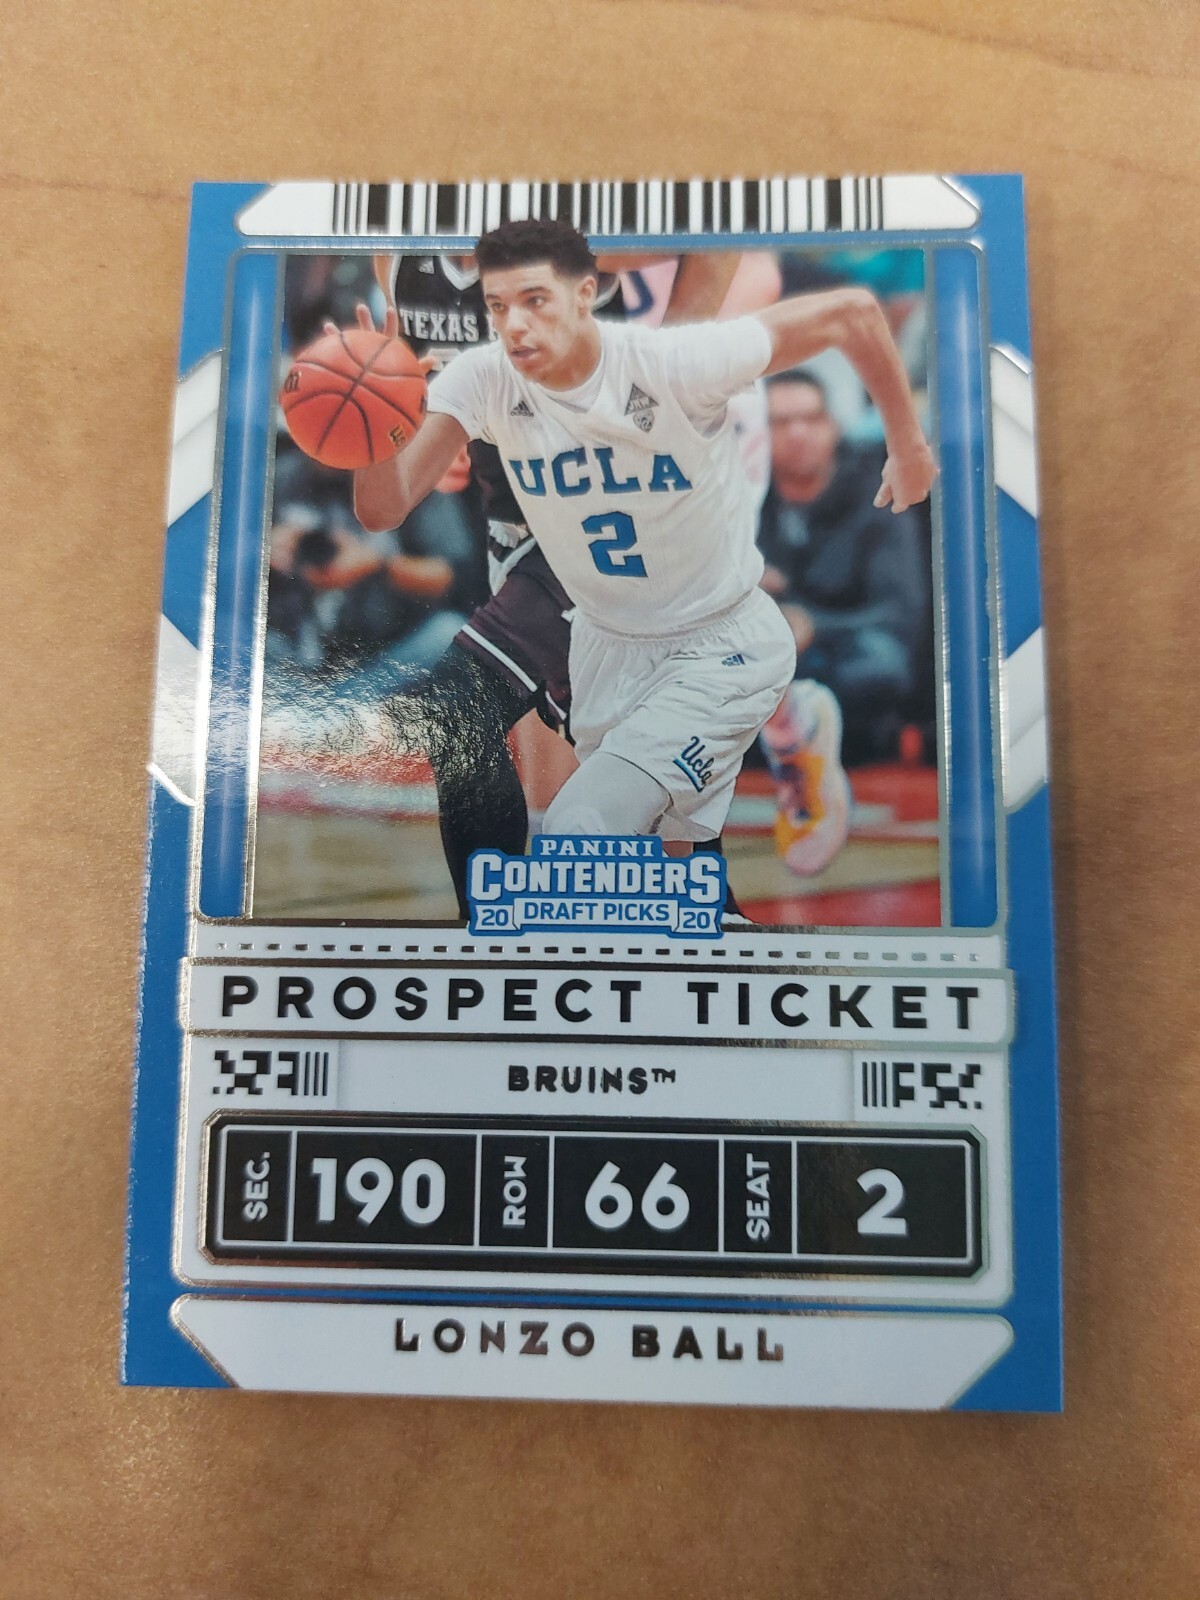 TEXAS
UCLA
2
Ucla
PANINI
CONTENDERS
20 DRAFT PICKS 20
PROSPECT TICKET
BRUINS™
SEC. 190 ROW 66 SEAT 2
LONZO BALL